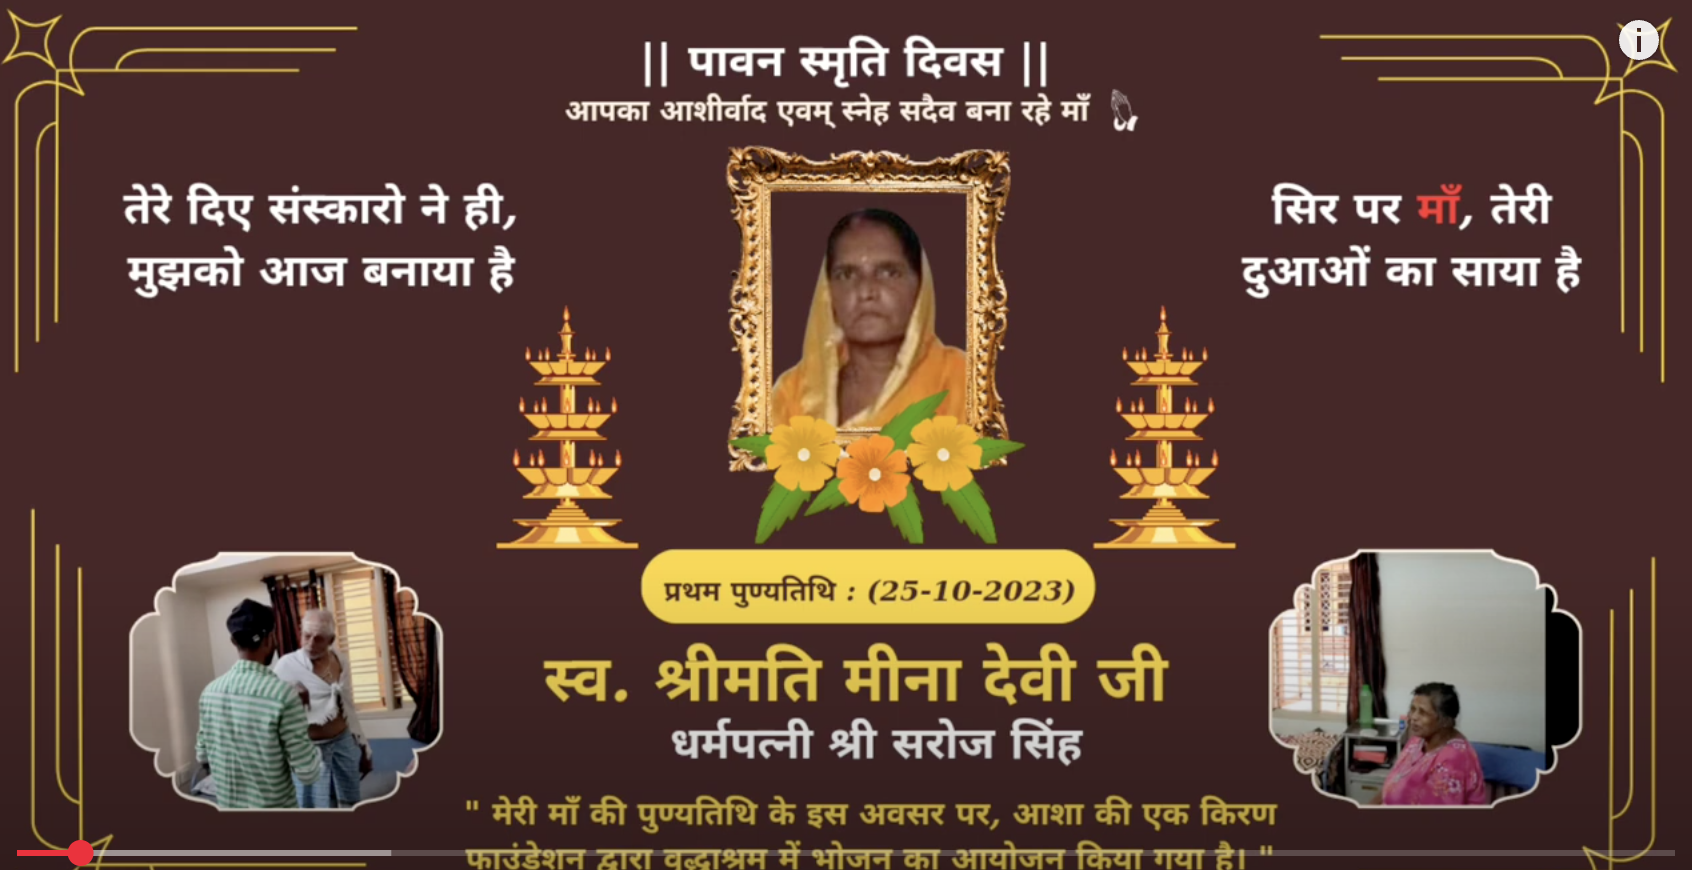 || पावन स्मृति दिवस ||
आपका आशीर्वाद एवम् स्नेह सदैव बना रहे माँ
तेरे दिए संस्कारो ने ही,
मुझको आज बनाया है
सिर पर माँ, तेरी
दुआओं का साया है
प्रथम पुण्यतिथि : (25-10-2023)
स्व. श्रीमति मीना देवी जी
धर्मपत्नी श्री सरोज सिंह
" मेरी माँ की पुण्यतिथि के इस अवसर पर, आशा की एक किरण
फाउंडेशन द्वारा वृद्धाश्रम में भोजन का आयोजन किया गया है। "